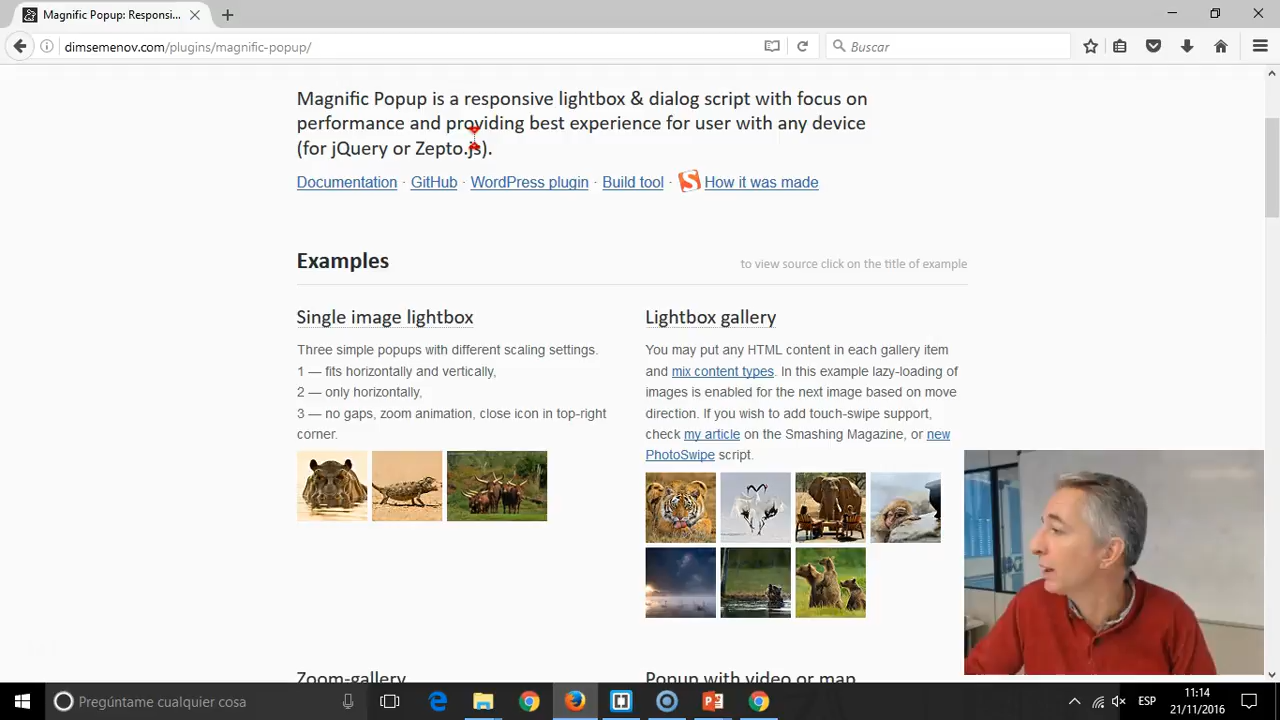 Magnific Popup: Responsi...
dimsemenov.com/plugins/magnific-popup/
Buscar
Magnific Popup is a responsive lightbox & dialog script with focus on
performance and providing best experience for user with any device
(for jQuery or Zepto.js).
Documentation · GitHub · WordPress plugin · Build tool · How it was made
Examples
to view source click on the title of example
Single image lightbox
Three simple popups with different scaling settings.
1 — fits horizontally and vertically,
2 — only horizontally,
3 — no gaps, zoom animation, close icon in top-right
corner.
Lightbox gallery
You may put any HTML content in each gallery item
and mix content types. In this example lazy-loading of
images is enabled for the next image based on move
direction. If you wish to add touch-swipe support,
check my article on the Smashing Magazine, or new
PhotoSwipe script.
Zoom-gallery
Popup with video or map
Pregúntame cualquier cosa
ESP
11:14
21/11/2016